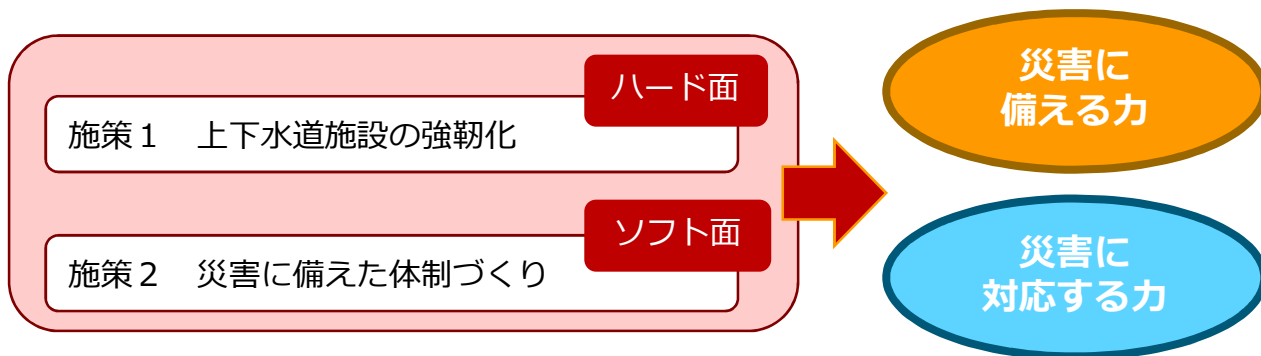 ハード面
施策１　上下水道施設の強靭化
ソフト面
施策２　災害に備えた体制づくり
災害に
備える力
災害に
対応する力